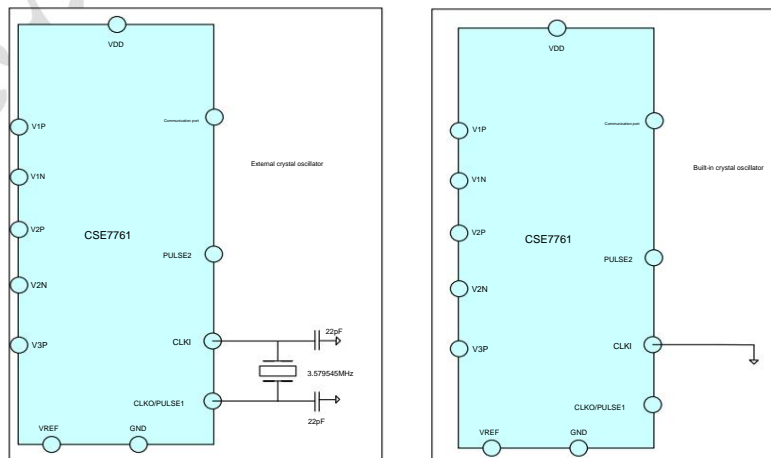 VDD
Communication port
V1P
External crystal oscillator
V1N
V2P
CSE7761
PULSE2
V2N
22pF
CLKI
V3P
3.579545MHz
CLKO/PULSE1
22pF
VREF
GND
VDD
Communication port
V1P
Built-in crystal oscillator
V1N
V2P
CSE7761
PULSE2
V2N
CLKI
V3P
CLKO/PULSE1
VREF
GND